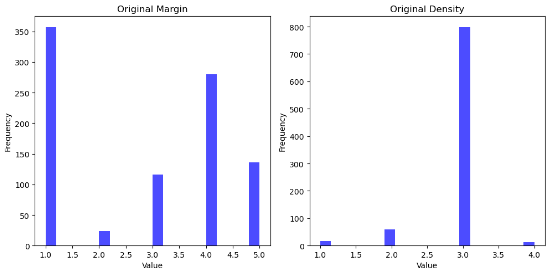 Original Margin
Frequency
350
300
250
200
150
100
50
0
1.0 1.5 2.0 2.5 3.0 3.5 4.0 4.5 5.0
Value
Original Density
Frequency
800
700
600
500
400
300
200
100
0
1.0 1.5 2.0 2.5 3.0 3.5 4.0
Value